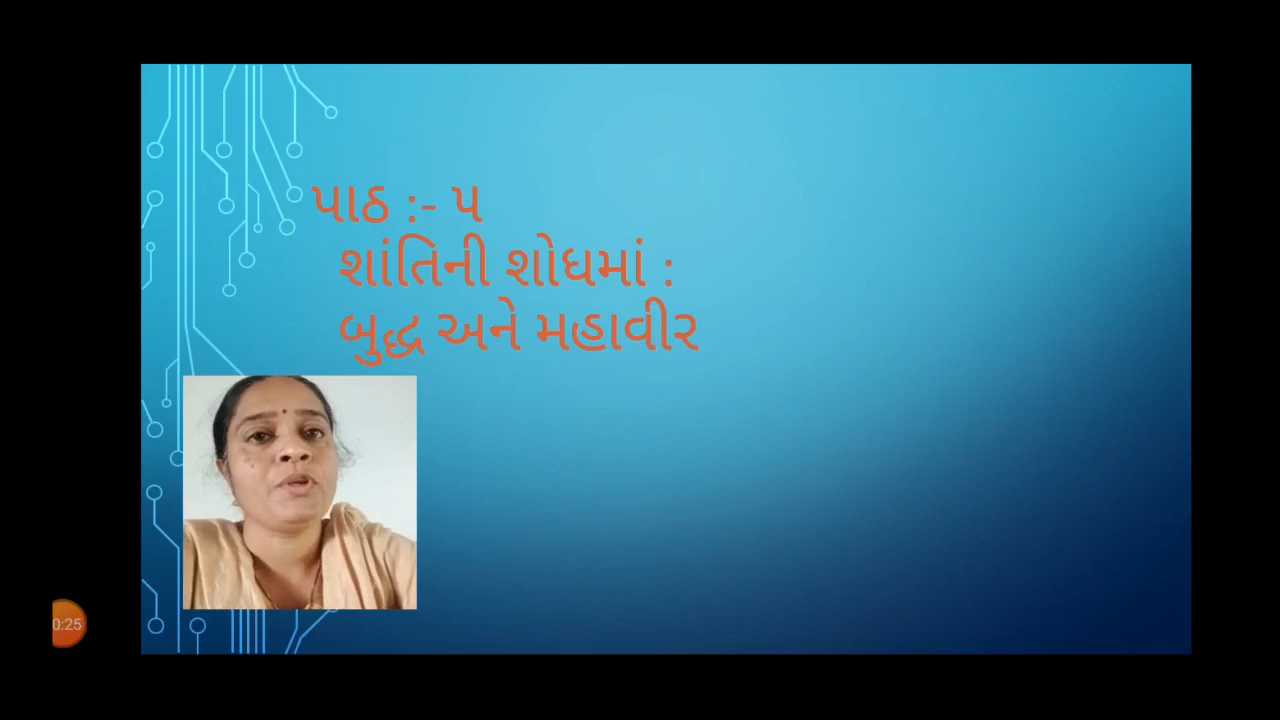 પાઠ :- ૫
શાંતિની શોધમાં :
બુદ્ધ અને મહાવીર
0:25